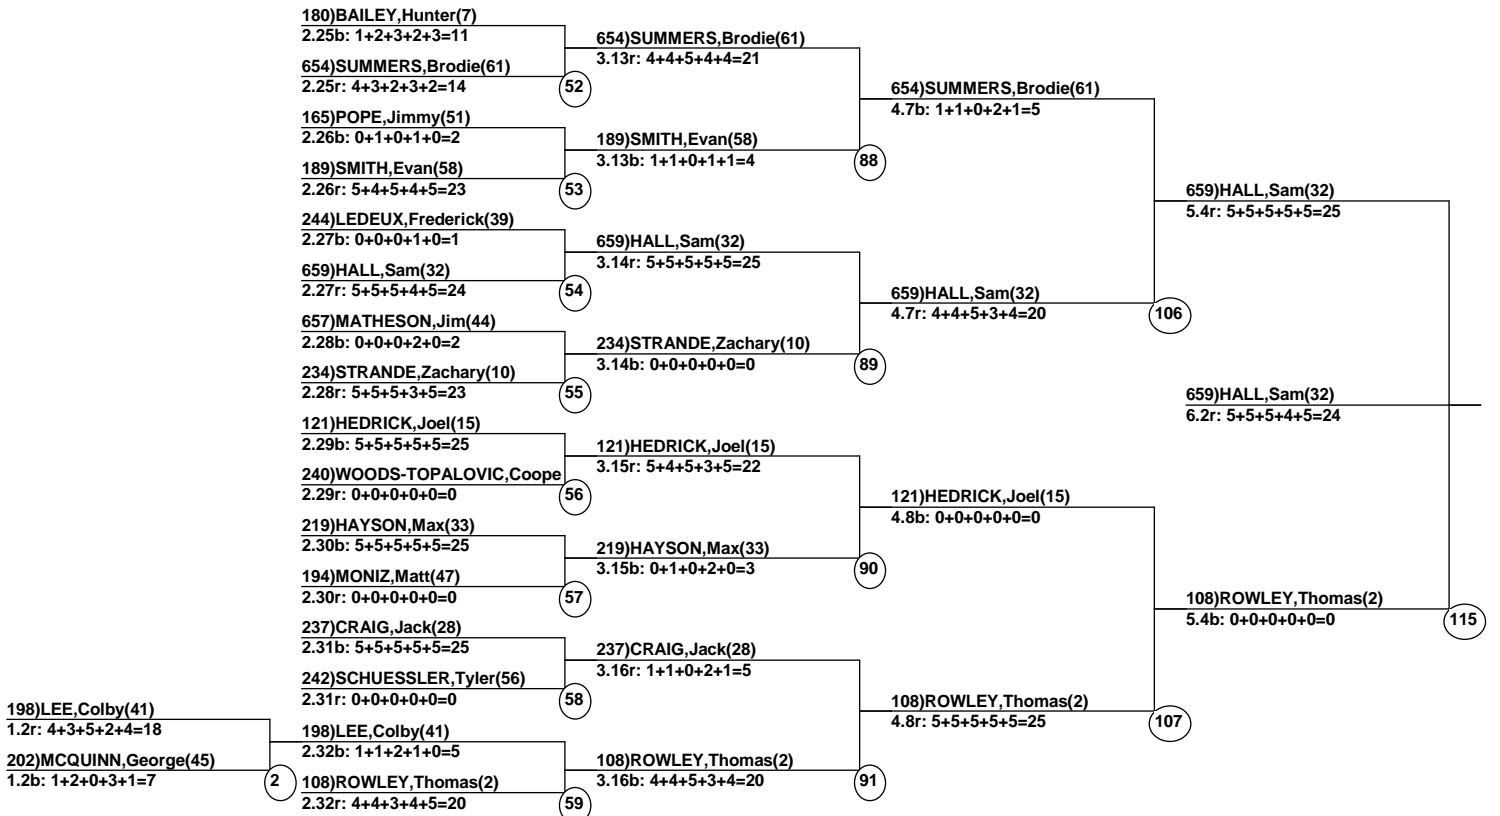 180)BAILEY,Hunter(7)
2.25b: 1+2+3+2+3=11
654)SUMMERS,Brodie(61)
2.25r: 4+3+2+3+2=14
52
165)POPE,Jimmy(51)
2.26b: 0+1+0+1+0=2
189)SMITH,Evan(58)
2.26r: 5+4+5+4+5=23
53
244)LEDEUX,Frederick(39)
2.27b: 0+0+0+1+0=1
659)HALL,Sam(32)
2.27r: 5+5+5+4+5=24
54
657)MATHESON,Jim(44)
2.28b: 0+0+0+2+0=2
234)STRANDE,Zachary(10)
2.28r: 5+5+5+3+5=23
55
121)HEDRICK,Joel(15)
2.29b: 5+5+5+5+5=25
240)WOODS-TOPALOVIC,Coope
2.29r: 0+0+0+0+0=0
56
219)HAYSON,Max(33)
2.30b: 5+5+5+5+5=25
194)MONIZ,Matt(47)
2.30r: 0+0+0+0+0=0
57
237)CRAIG,Jack(28)
2.31b: 5+5+5+5+5=25
242)SCHUESSLER,Tyler(56)
2.31r: 0+0+0+0+0=0
58
198)LEE,Colby(41)
1.2r: 4+3+5+2+4=18
202)MCQUINN,George(45)
1.2b: 1+2+0+3+1=7
2
198)LEE,Colby(41)
2.32b: 1+1+2+1+0=5
108)ROWLEY,Thomas(2)
2.32r: 4+4+3+4+5=20
59
654)SUMMERS,Brodie(61)
3.13r: 4+4+5+4+4=21
189)SMITH,Evan(58)
3.13b: 1+1+0+1+1=4
88
659)HALL,Sam(32)
3.14r: 5+5+5+5+5=25
234)STRANDE,Zachary(10)
3.14b: 0+0+0+0+0=0
89
121)HEDRICK,Joel(15)
3.15r: 5+4+5+3+5=22
219)HAYSON,Max(33)
3.15b: 0+1+0+2+0=3
90
237)CRAIG,Jack(28)
3.16r: 1+1+0+2+1=5
108)ROWLEY,Thomas(2)
3.16b: 4+4+5+3+4=20
91
654)SUMMERS,Brodie(61)
4.7b: 1+1+0+2+1=5
659)HALL,Sam(32)
4.7r: 4+4+5+3+4=20
106
121)HEDRICK,Joel(15)
4.8b: 0+0+0+0+0=0
108)ROWLEY,Thomas(2)
4.8r: 5+5+5+5+5=25
107
659)HALL,Sam(32)
5.4r: 5+5+5+5+5=25
659)HALL,Sam(32)
6.2r: 5+5+5+4+5=24
108)ROWLEY,Thomas(2)
5.4b: 0+0+0+0+0=0
115